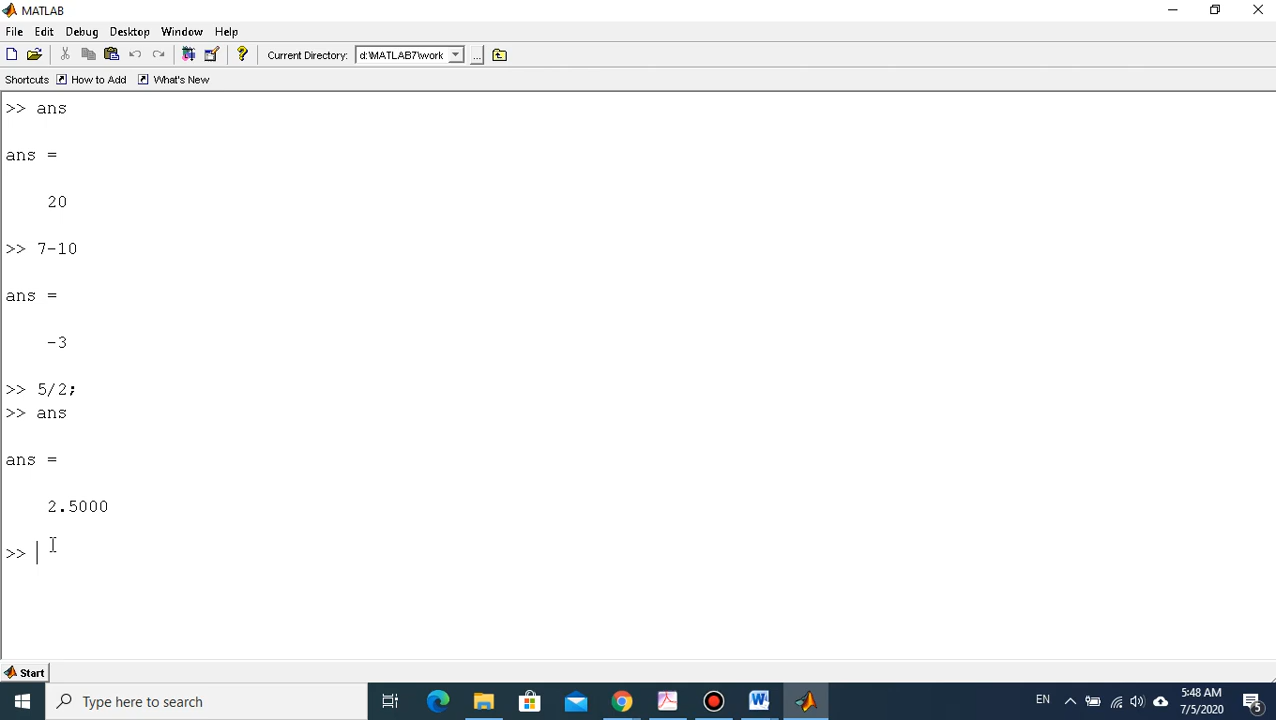 MATLAB
File Edit Debug Desktop Window Help
Current Directory: d:\MATLAB7\work ...
Shortcuts How to Add What's New
>> ans
ans =
20
>> 7-10
ans =
-3
>> 5/2;
>> ans
ans =
2.5000
>>
Start
Type here to search
EN
5:48 AM
7/5/2020
5